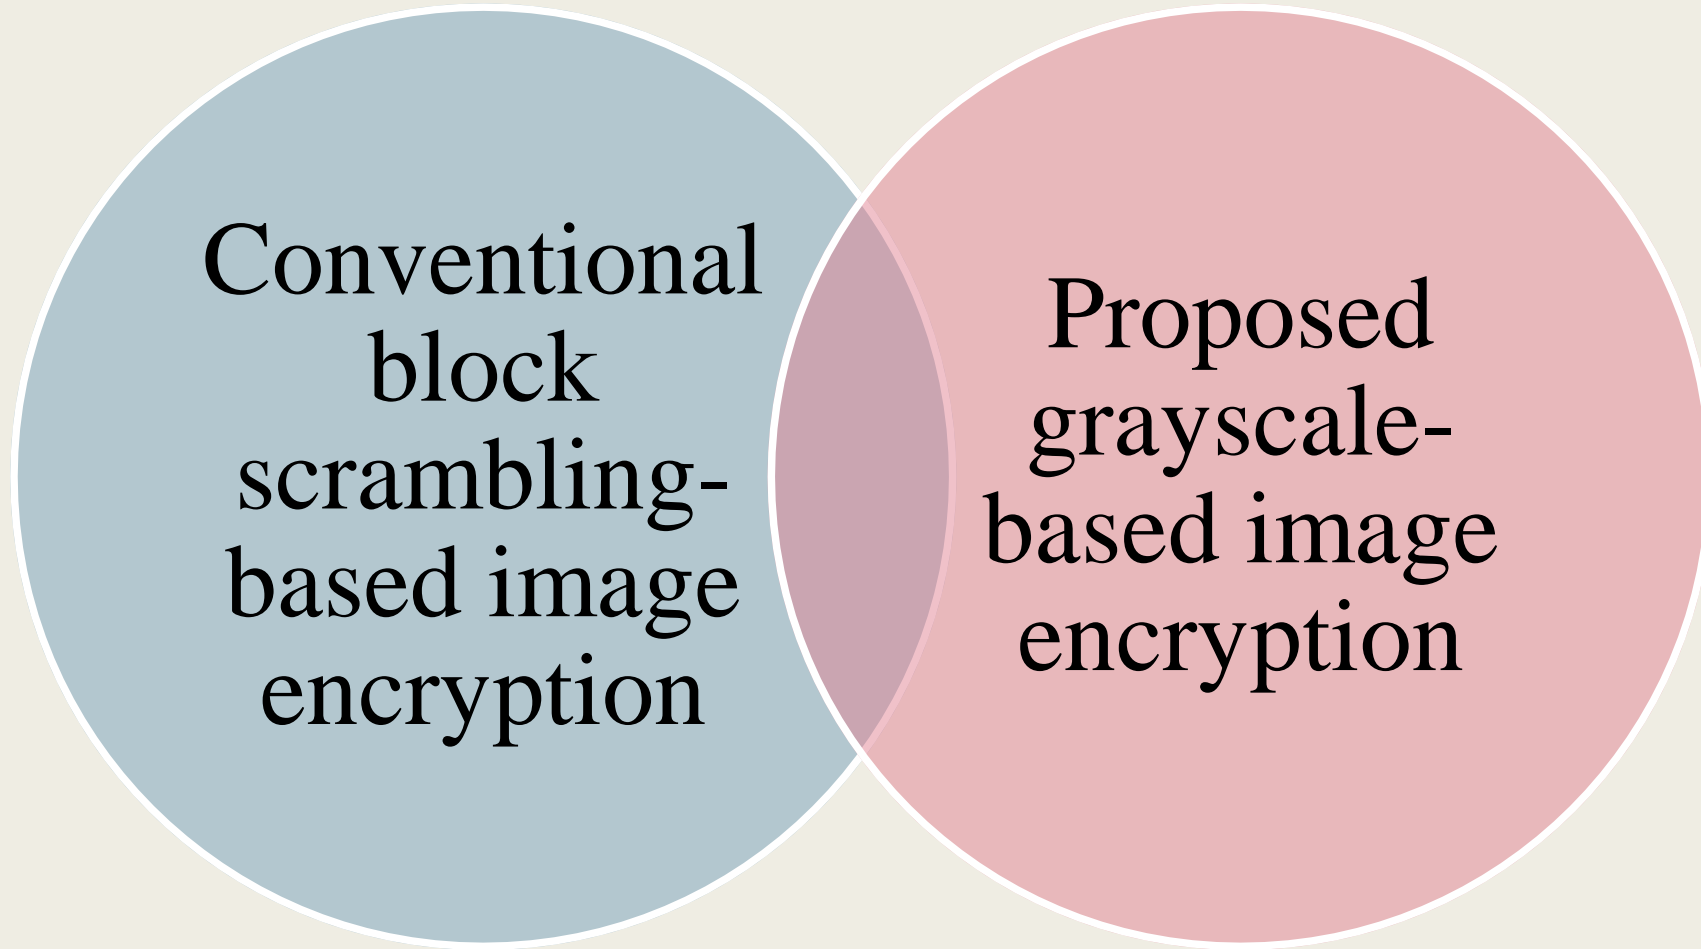 Conventional
block
scrambling-
based image
encryption
Proposed
grayscale-
based image
encryption